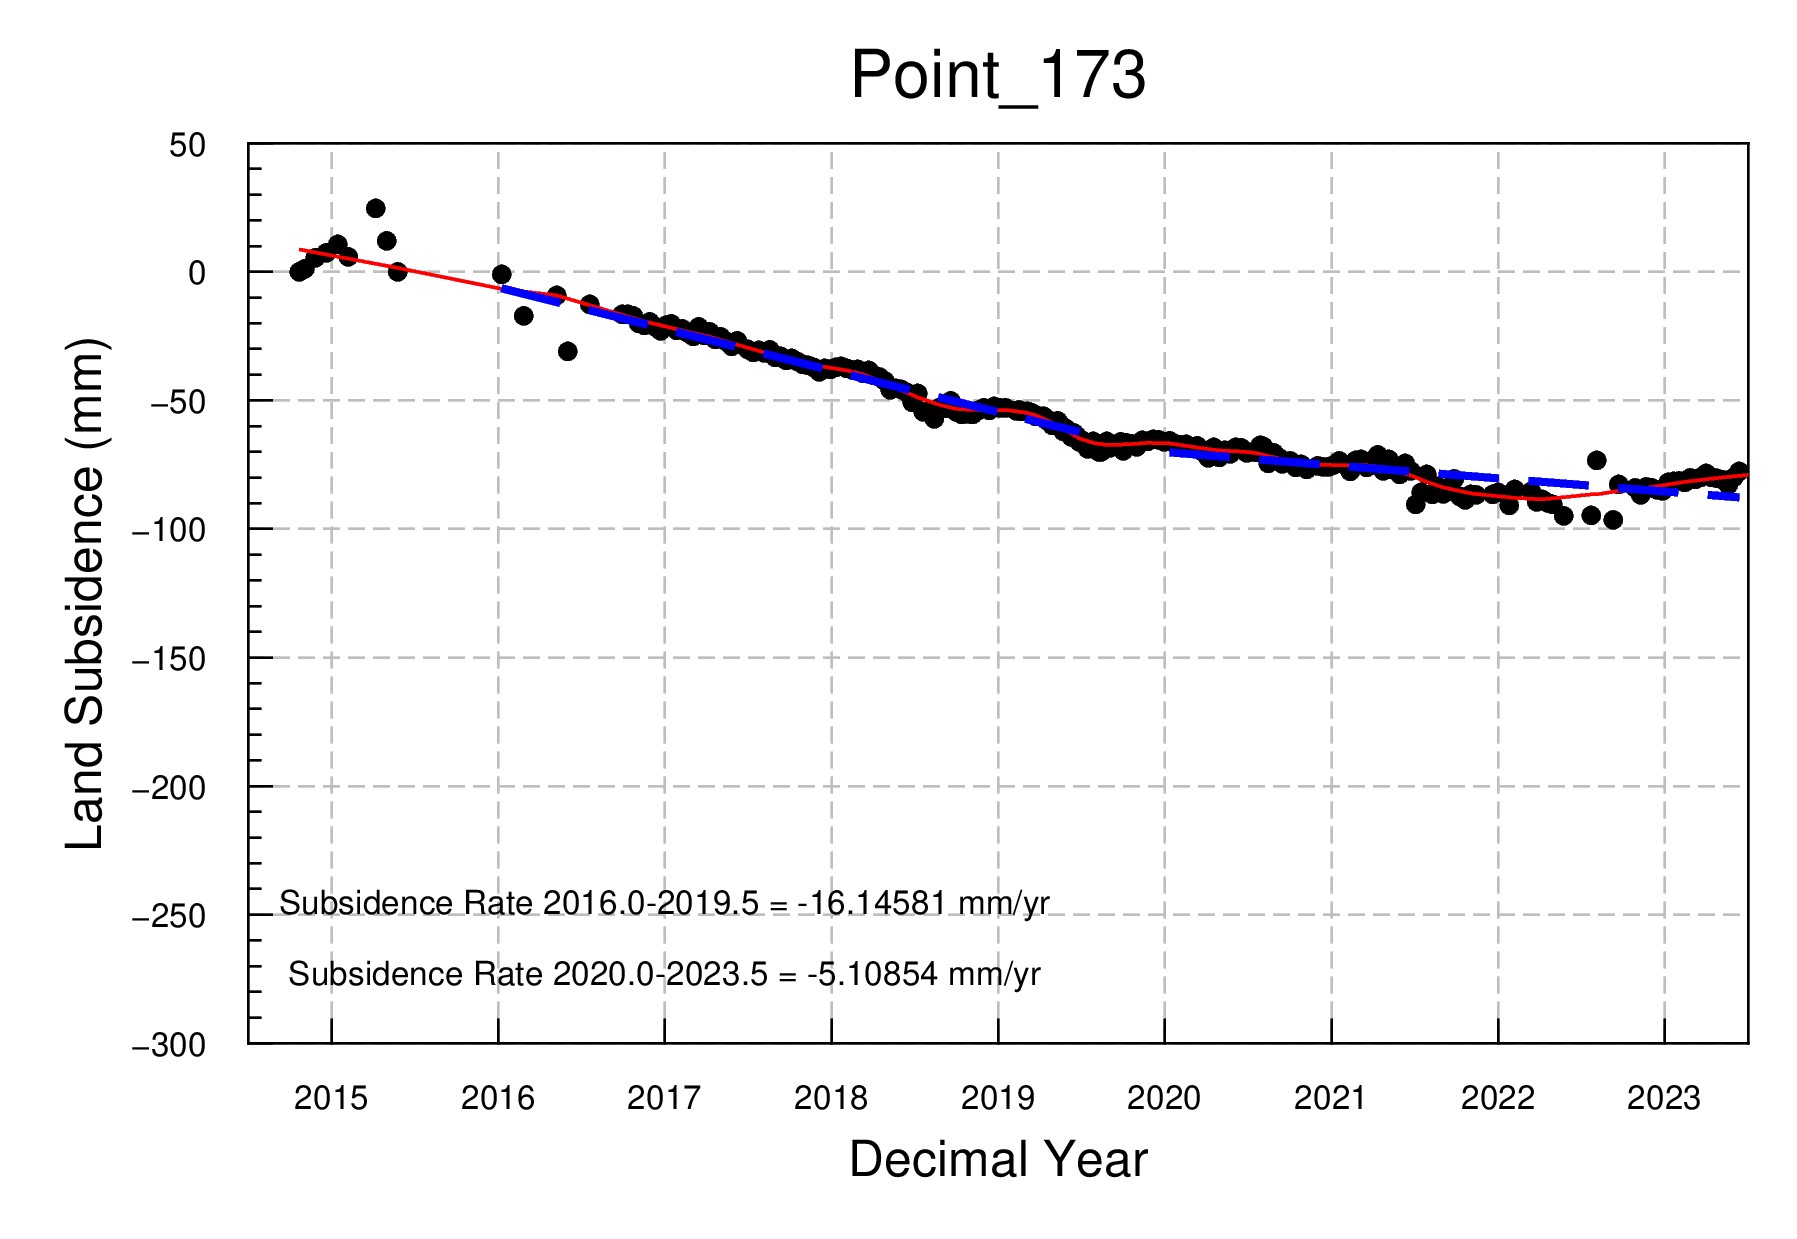 Point_173
50
0
−50
−100
−150
−200
−250
−300
Land Subsidence (mm)
Subsidence Rate 2016.0-2019.5 = -16.14581 mm/yr
Subsidence Rate 2020.0-2023.5 = -5.10854 mm/yr
2015 2016 2017 2018 2019 2020 2021 2022 2023
Decimal Year